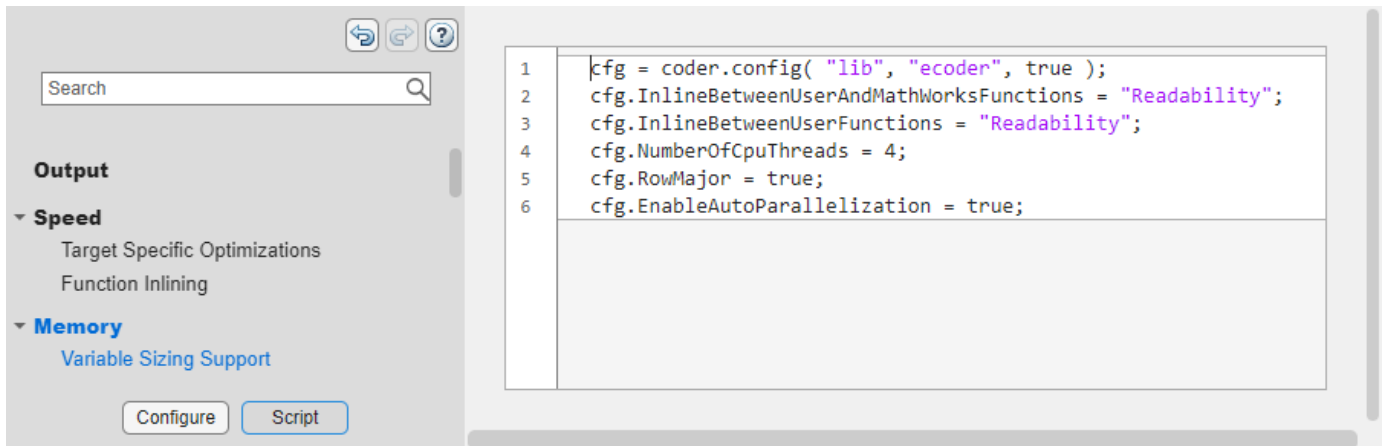 ?
Search
Output
Speed
Target Specific Optimizations
Function Inlining
Memory
Variable Sizing Support
Configure Script
1 cfg = coder.config( "lib", "ecoder", true );
2 cfg.InlineBetweenUserAndMathWorksFunctions = "Readability";
3 cfg.InlineBetweenUserFunctions = "Readability";
4 cfg.NumberOfCpuThreads = 4;
5 cfg.RowMajor = true;
6 cfg.EnableAutoParallelization = true;